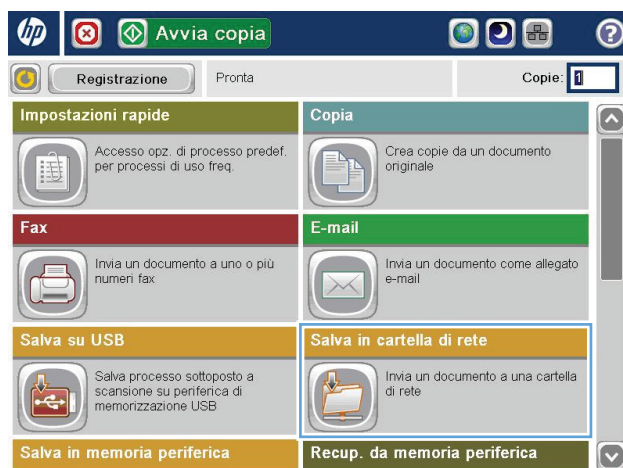 hp
Avvia copia
?
Registrazione
Pronta
Copie: 1
Impostazioni rapide
Accesso opz. di processo predef.
per processi di uso freq.
Copia
Crea copie da un documento
originale
Fax
Invia un documento a uno o più
numeri fax
E-mail
Invia un documento come allegato
e-mail
Salva su USB
Salva processo sottoposto a
scansione su periferica di
memorizzazione USB
Salva in cartella di rete
Invia un documento a una cartella
di rete
Salva in memoria periferica
Recup. da memoria periferica